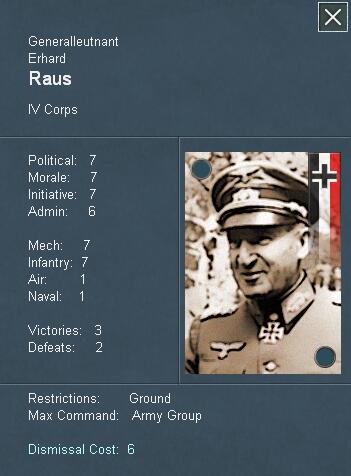 Generalleutnant
Erhard
Raus
IV Corps
Political: 7
Morale: 7
Initiative: 7
Admin: 6
Mech: 7
Infantry: 7
Air: 1
Naval: 1
Victories: 3
Defeats: 2
Restrictions: Ground
Max Command: Army Group
Dismissal Cost: 6